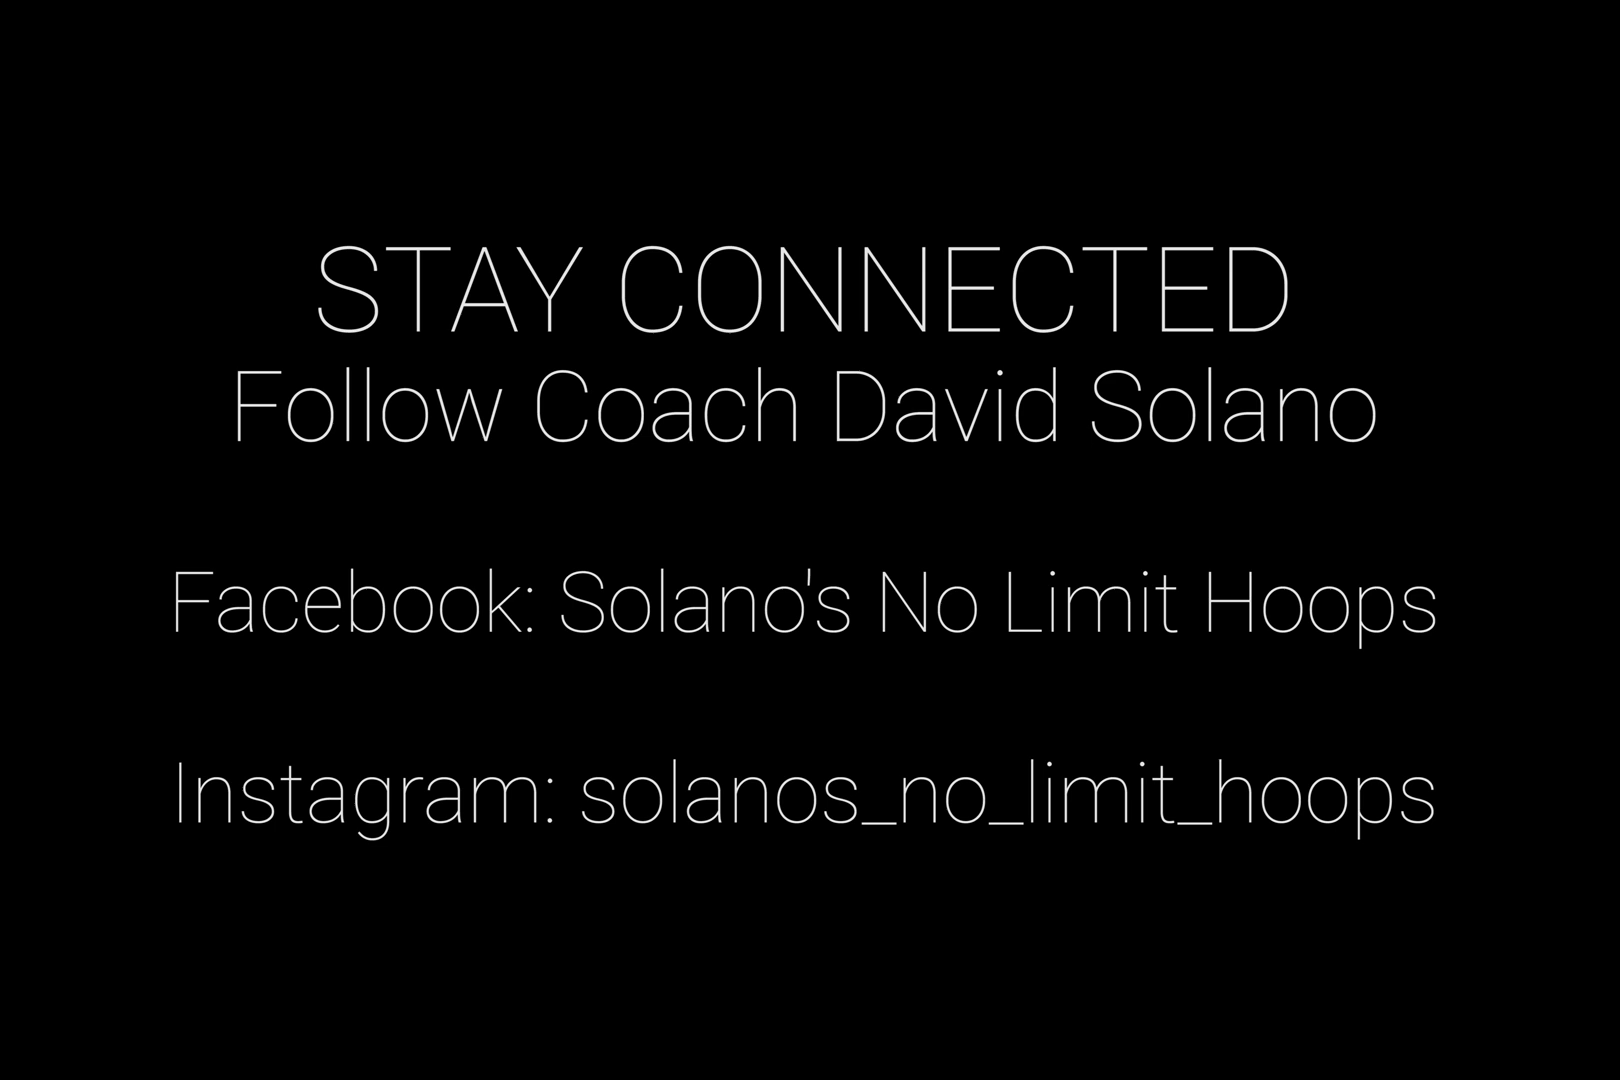 STAY CONNECTED
Follow Coach David Solano
Facebook: Solano's No Limit Hoops
Instagram: solanos_no_limit_hoops